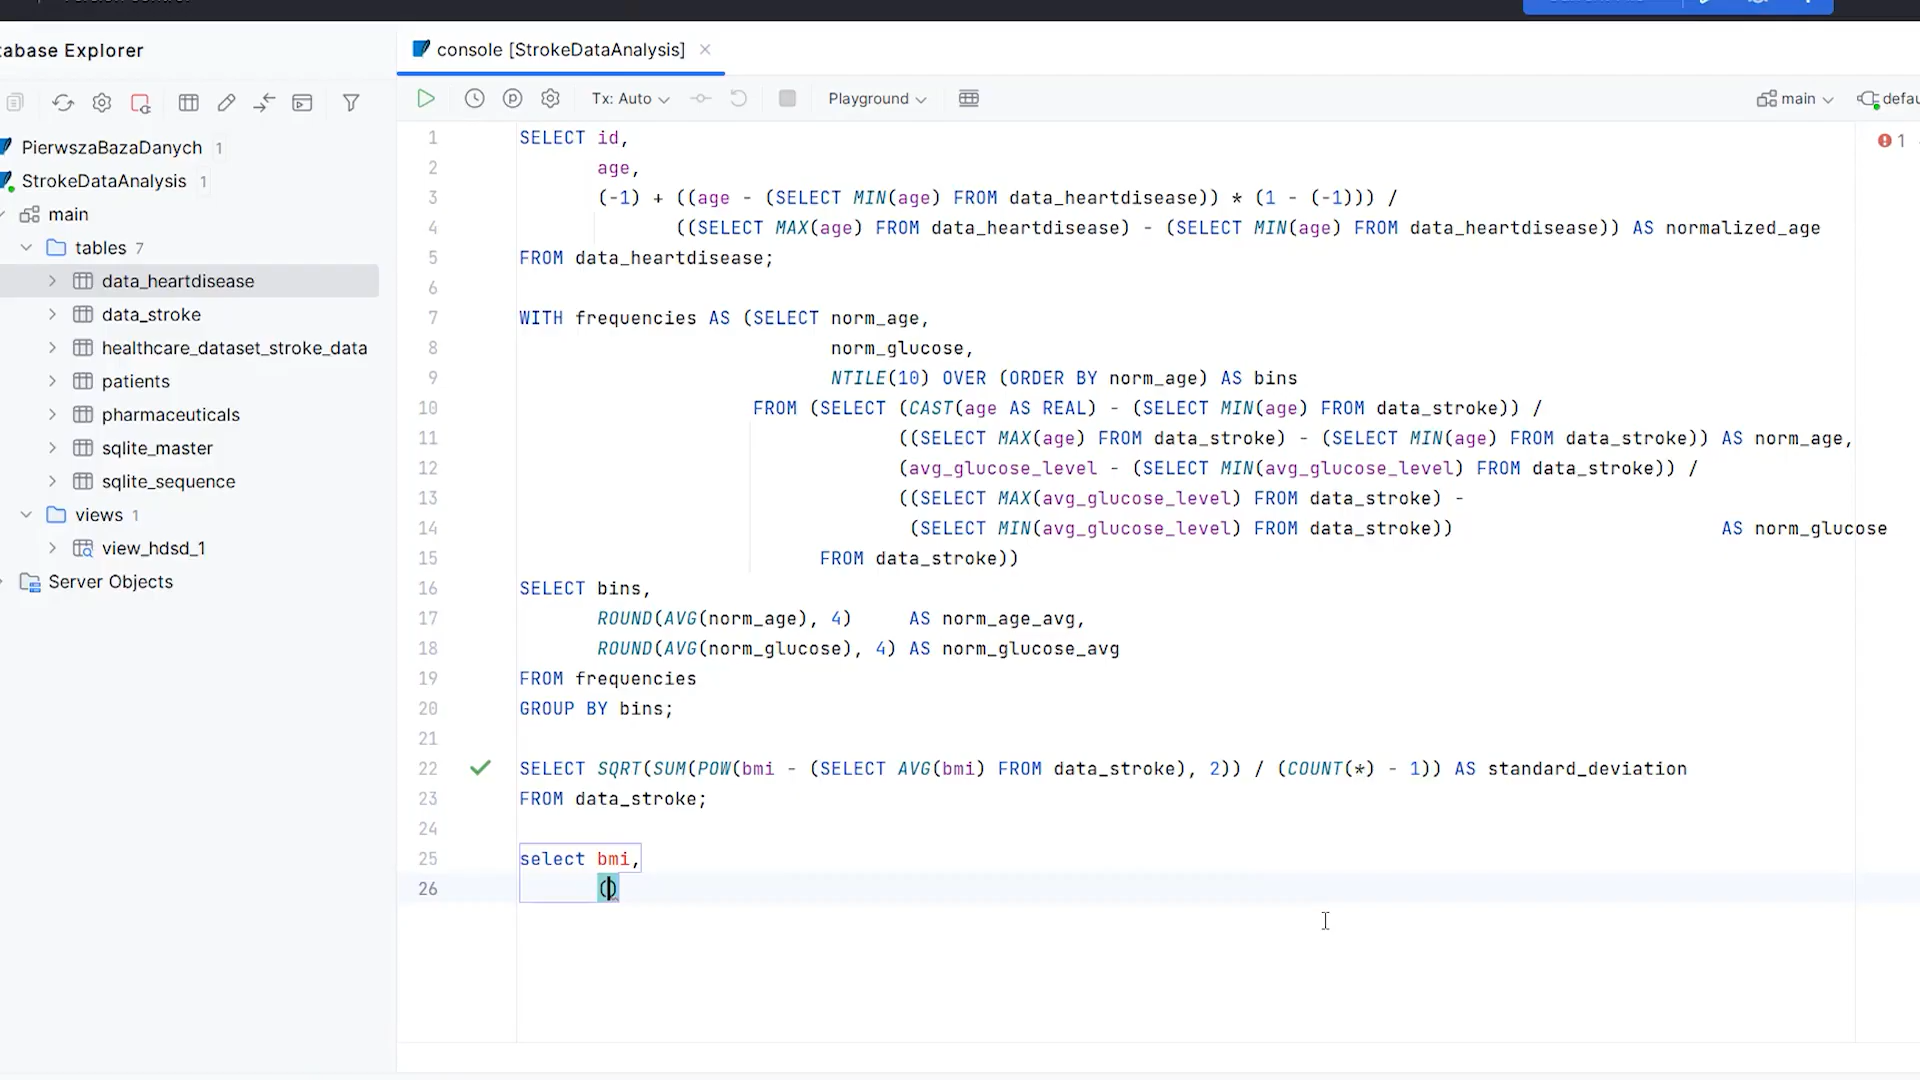 tabase Explorer
console [StrokeDataAnalysis]
Tx: Auto
Playground
main
defau
PierwszaBazaDanych 1
StrokeDataAnalysis 1
main
tables 7
data_heartdisease
data_stroke
healthcare_dataset_stroke_data
patients
pharmaceuticals
sqlite_master
sqlite_sequence
views 1
view_hdsd_1
Server Objects
1 SELECT id,
2 age,
3 (-1) + ((age - (SELECT MIN(age) FROM data_heartdisease)) * (1 - (-1))) /
4 ((SELECT MAX(age) FROM data_heartdisease) - (SELECT MIN(age) FROM data_heartdisease)) AS normalized_age
5 FROM data_heartdisease;
6
7 WITH frequencies AS (SELECT norm_age,
8 norm_glucose,
9 NTILE(10) OVER (ORDER BY norm_age) AS bins
10 FROM (SELECT (CAST(age AS REAL) - (SELECT MIN(age) FROM data_stroke)) /
11 ((SELECT MAX(age) FROM data_stroke) - (SELECT MIN(age) FROM data_stroke)) AS norm_age,
12 (avg_glucose_level - (SELECT MIN(avg_glucose_level) FROM data_stroke)) /
13 ((SELECT MAX(avg_glucose_level) FROM data_stroke) -
14 (SELECT MIN(avg_glucose_level) FROM data_stroke)) AS norm_glucose
15 FROM data_stroke))
16 SELECT bins,
17 ROUND(AVG(norm_age), 4) AS norm_age_avg,
18 ROUND(AVG(norm_glucose), 4) AS norm_glucose_avg
19 FROM frequencies
20 GROUP BY bins;
21
22 SELECT SQRT(SUM(POW(bmi - (SELECT AVG(bmi) FROM data_stroke), 2)) / (COUNT(*) - 1)) AS standard_deviation
23 FROM data_stroke;
24
25 select bmi,
26 ()
1